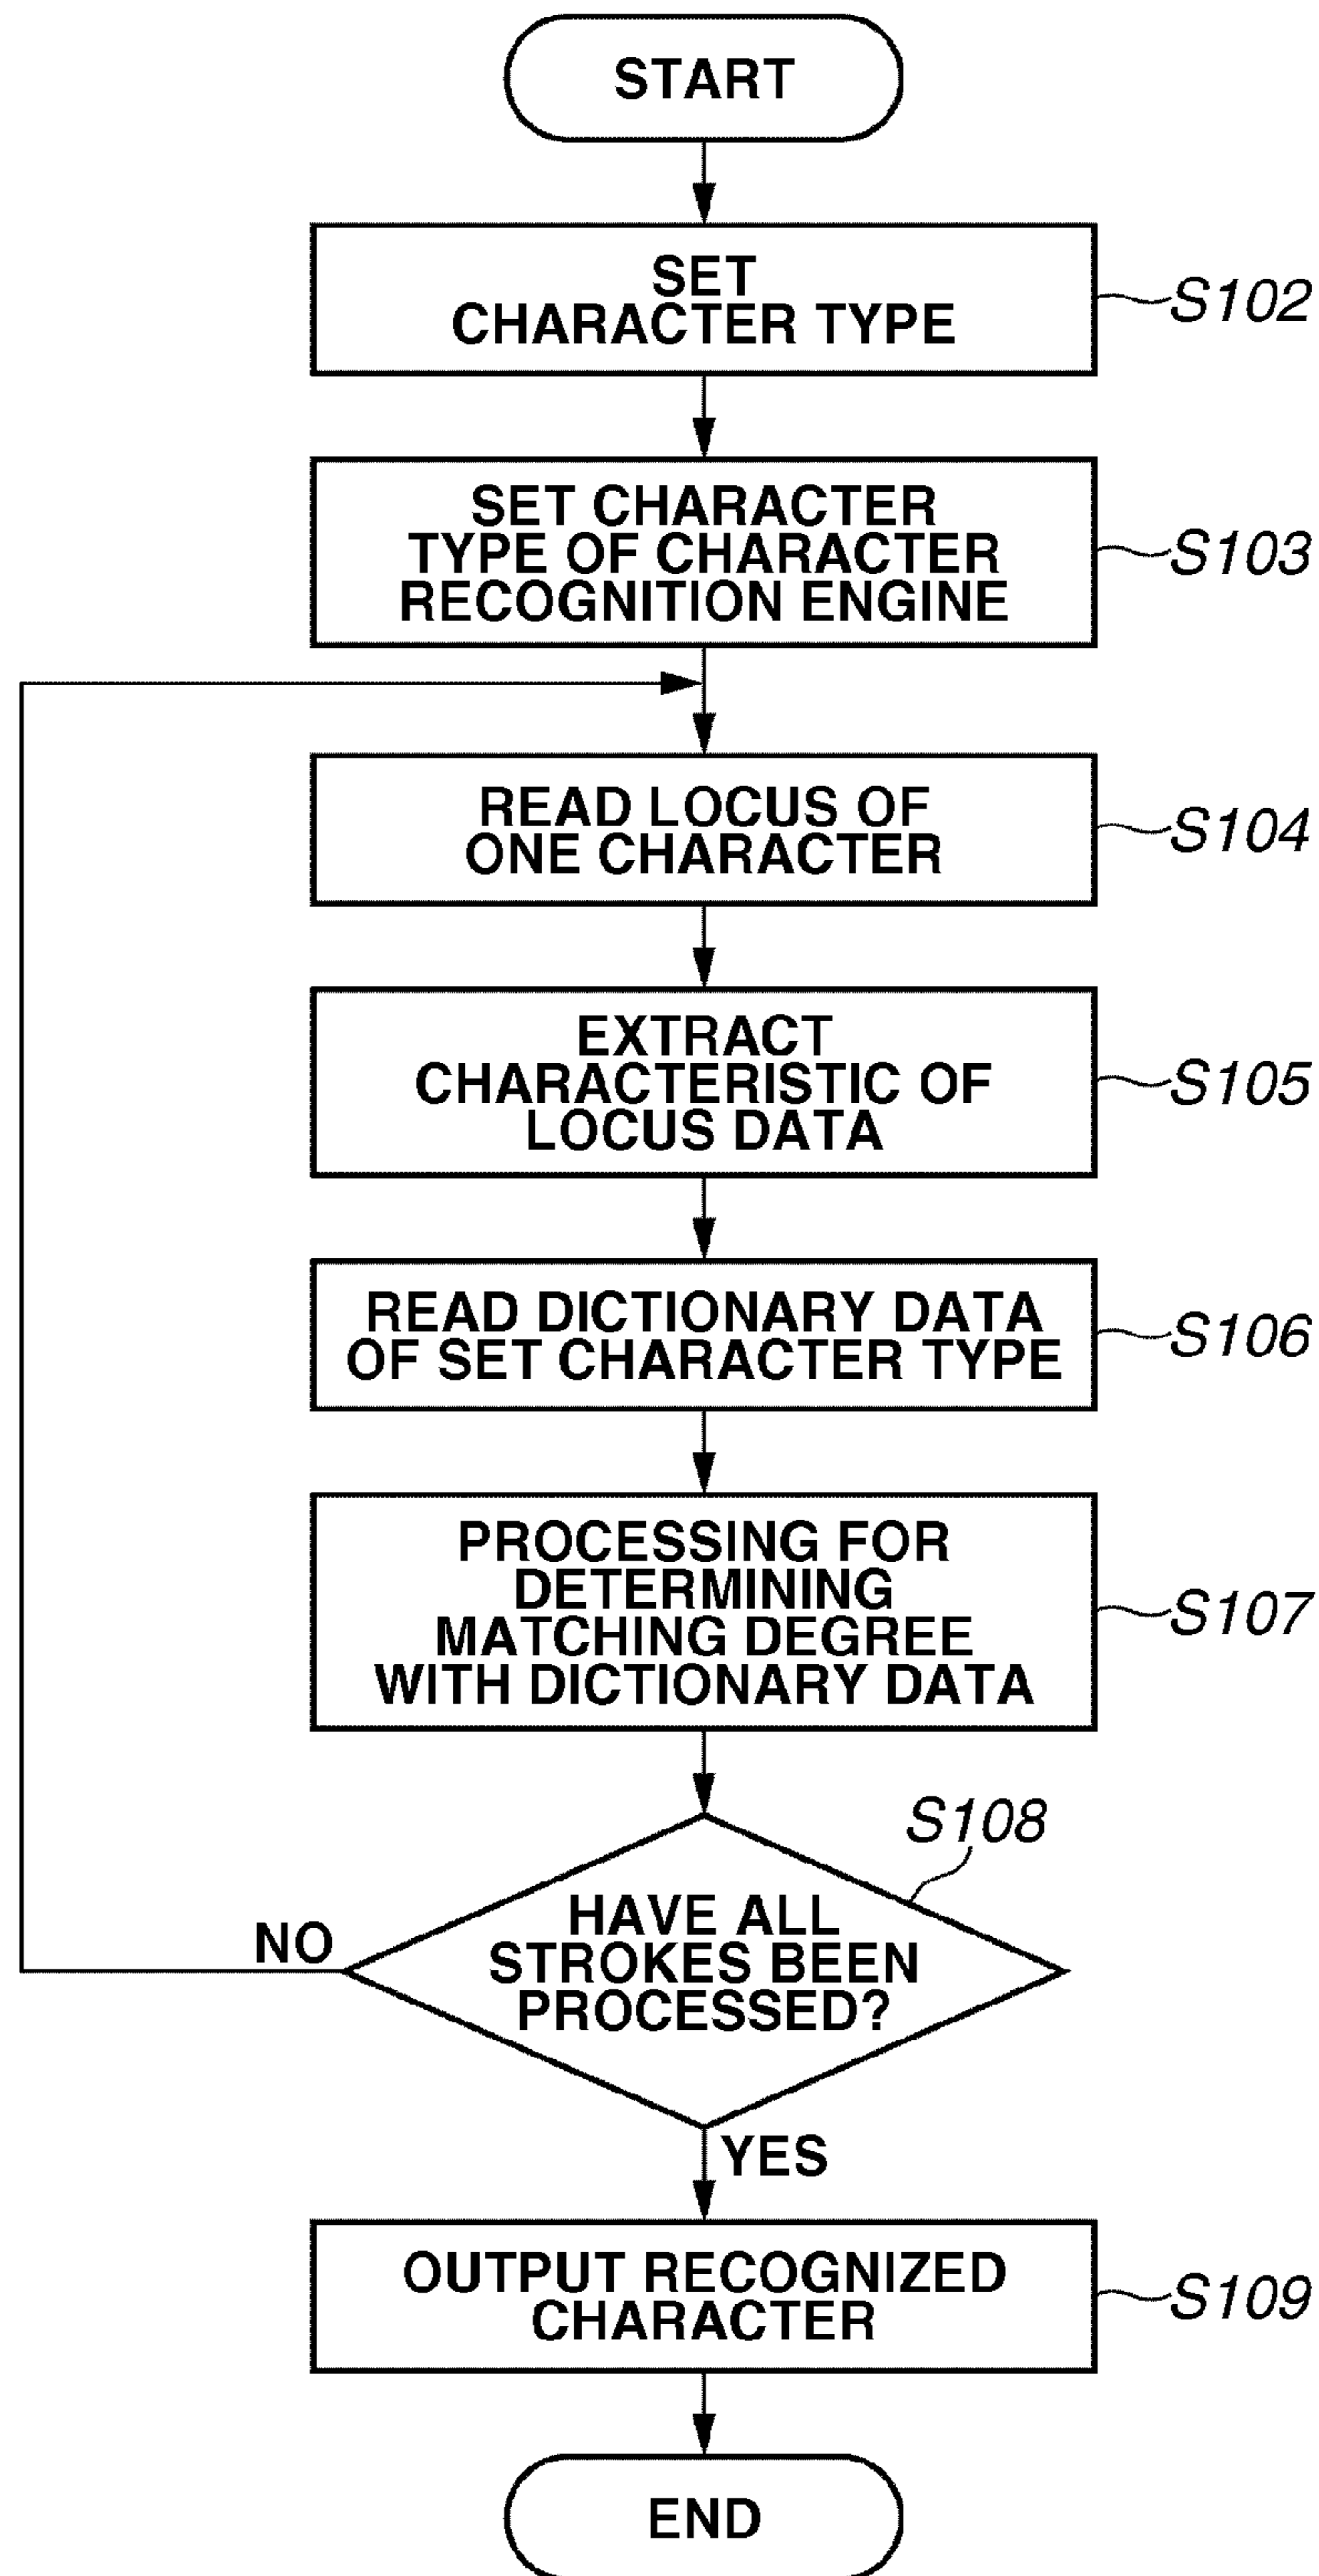 START
SET
CHARACTER TYPE
S102
SET CHARACTER
TYPE OF CHARACTER
RECOGNITION ENGINE
S103
READ LOCUS OF
ONE CHARACTER
S104
EXTRACT
CHARACTERISTIC OF
LOCUS DATA
S105
READ DICTIONARY DATA
OF SET CHARACTER TYPE
S106
PROCESSING FOR
DETERMINING
MATCHING DEGREE
WITH DICTIONARY DATA
S107
S108
HAVE ALL
STROKES BEEN
PROCESSED?
NO
YES
OUTPUT RECOGNIZED
CHARACTER
S109
END